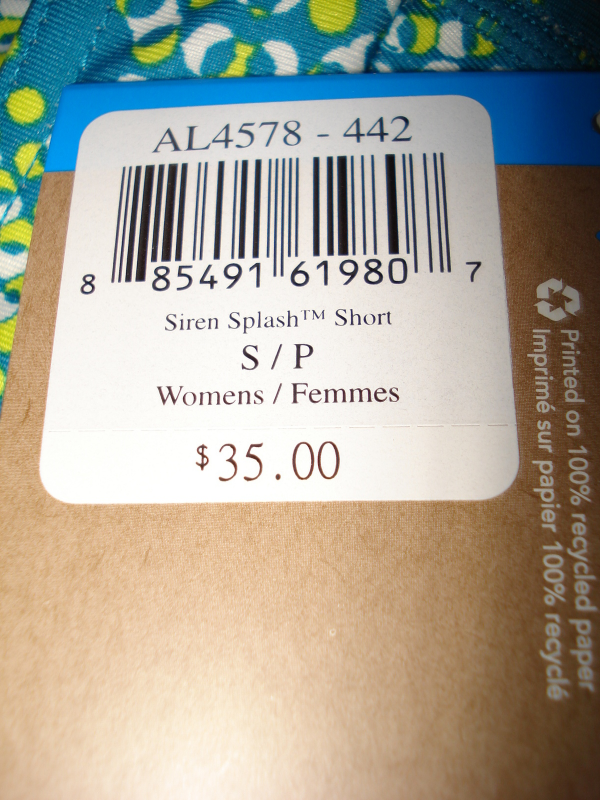 AL4578 - 442
8 85491 61980 7
Siren Splash™ Short
S / P
Womens / Femmes
$35.00
Printed on 100% recycled paper
Imprimé sur papier 100% recyclé